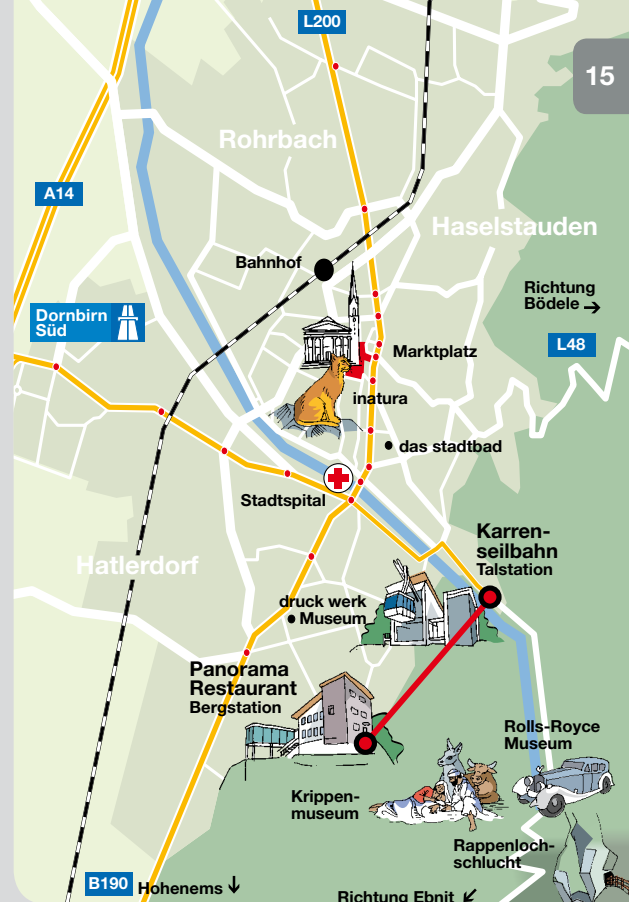 L200
15
Rohrbach
A14
Haselstauden
Bahnhof
Richtung
Bödele →
Dornbirn
Süd
L48
Marktplatz
inatura
das stadtbad
Stadtspital
Karren-
seilbahn
Talstation
Hatlerdorf
druck werk
Museum
Panorama
Restaurant
Bergstation
Rolls-Royce
Museum
Krippen-
museum
Rappenloch-
schlucht
B190
Hohenems ↓
Richtung Ebnit ↙